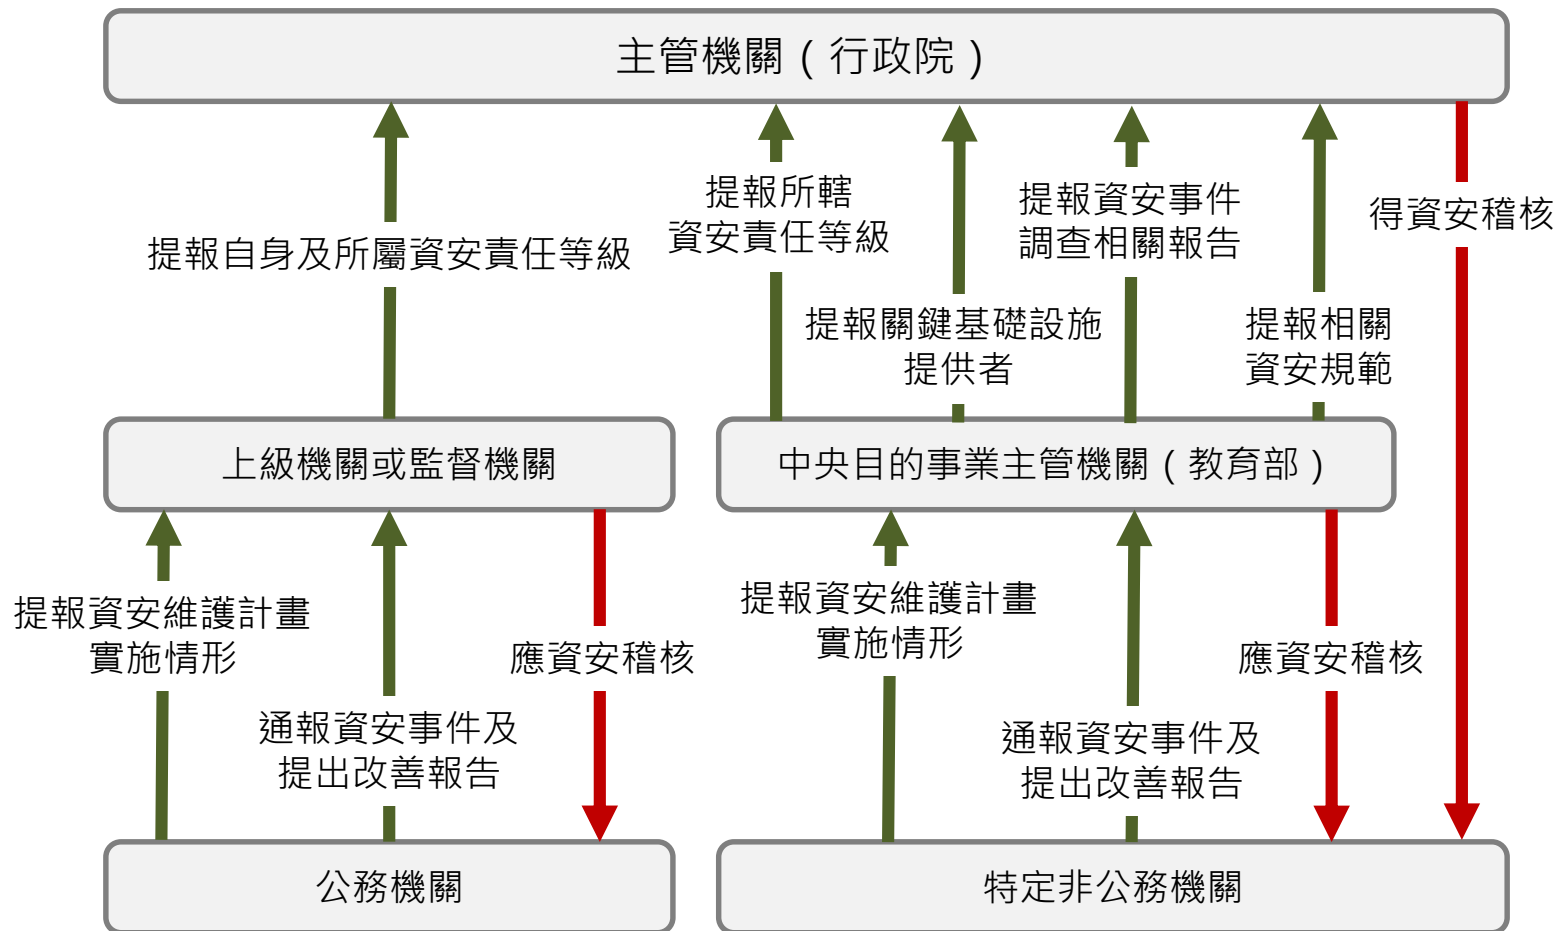 主管機關（行政院）
提報自身及所屬資安責任等級
提報所轄
資安責任等級
提報關鍵基礎設施
提供者
提報資安事件
調查相關報告
提報相關
資安規範
得資安稽核
上級機關或監督機關
中央目的事業主管機關（教育部）
提報資安維護計畫
實施情形
通報資安事件及
提出改善報告
應資安稽核
提報資安維護計畫
實施情形
通報資安事件及
提出改善報告
應資安稽核
公務機關
特定非公務機關